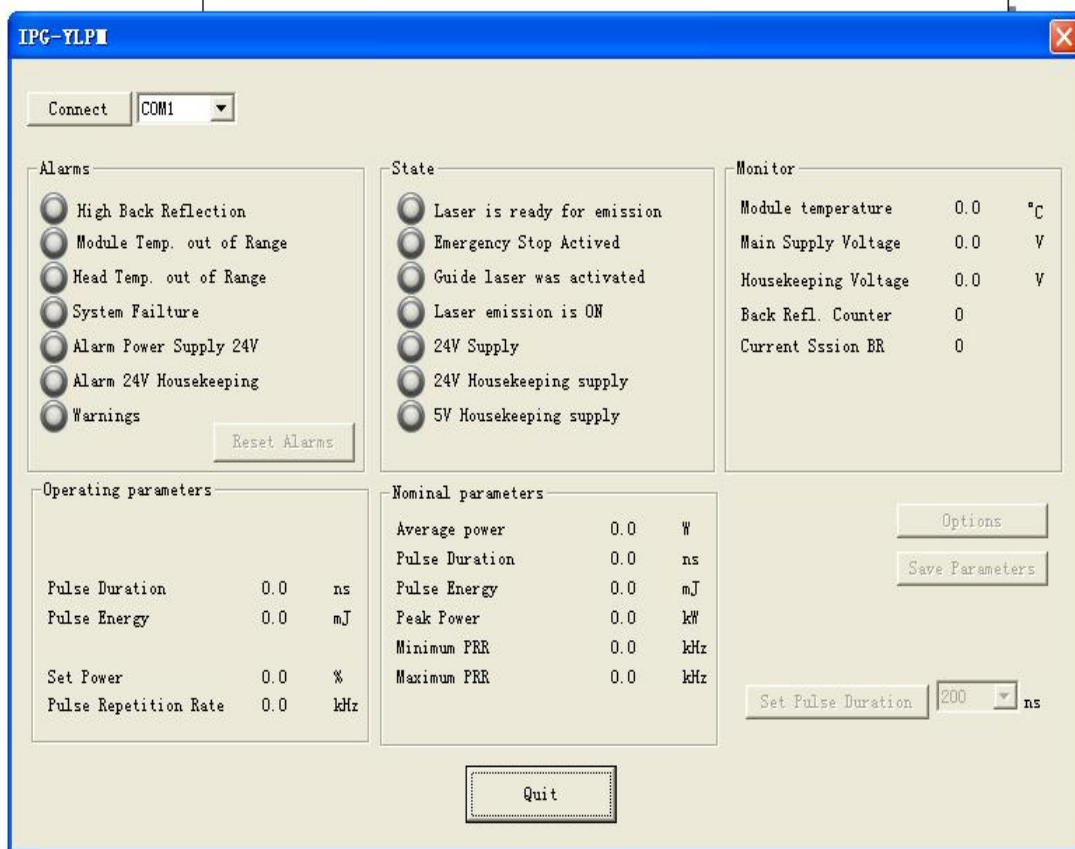 IPG-YLPM
Connect COM1
Alarms
High Back Reflection
Module Temp. out of Range
Head Temp. out of Range
System Failture
Alarm Power Supply 24V
Alarm 24V Housekeeping
Warnings
Reset Alarms
State
Laser is ready for emission
Emergency Stop Actived
Guide laser was activated
Laser emission is ON
24V Supply
24V Housekeeping supply
5V Housekeeping supply
Monitor
Module temperature 0.0 °C
Main Supply Voltage 0.0 V
Housekeeping Voltage 0.0 V
Back Refl. Counter 0
Current Sssion BR 0
Operating parameters
Pulse Duration 0.0 ns
Pulse Energy 0.0 mJ
Set Power 0.0 %
Pulse Repetition Rate 0.0 kHz
Nominal parameters
Average power 0.0 W
Pulse Duration 0.0 ns
Pulse Energy 0.0 mJ
Peak Power 0.0 kW
Minimum PRR 0.0 kHz
Maximum PRR 0.0 kHz
Options
Save Parameters
Set Pulse Duration 200 ns
Quit